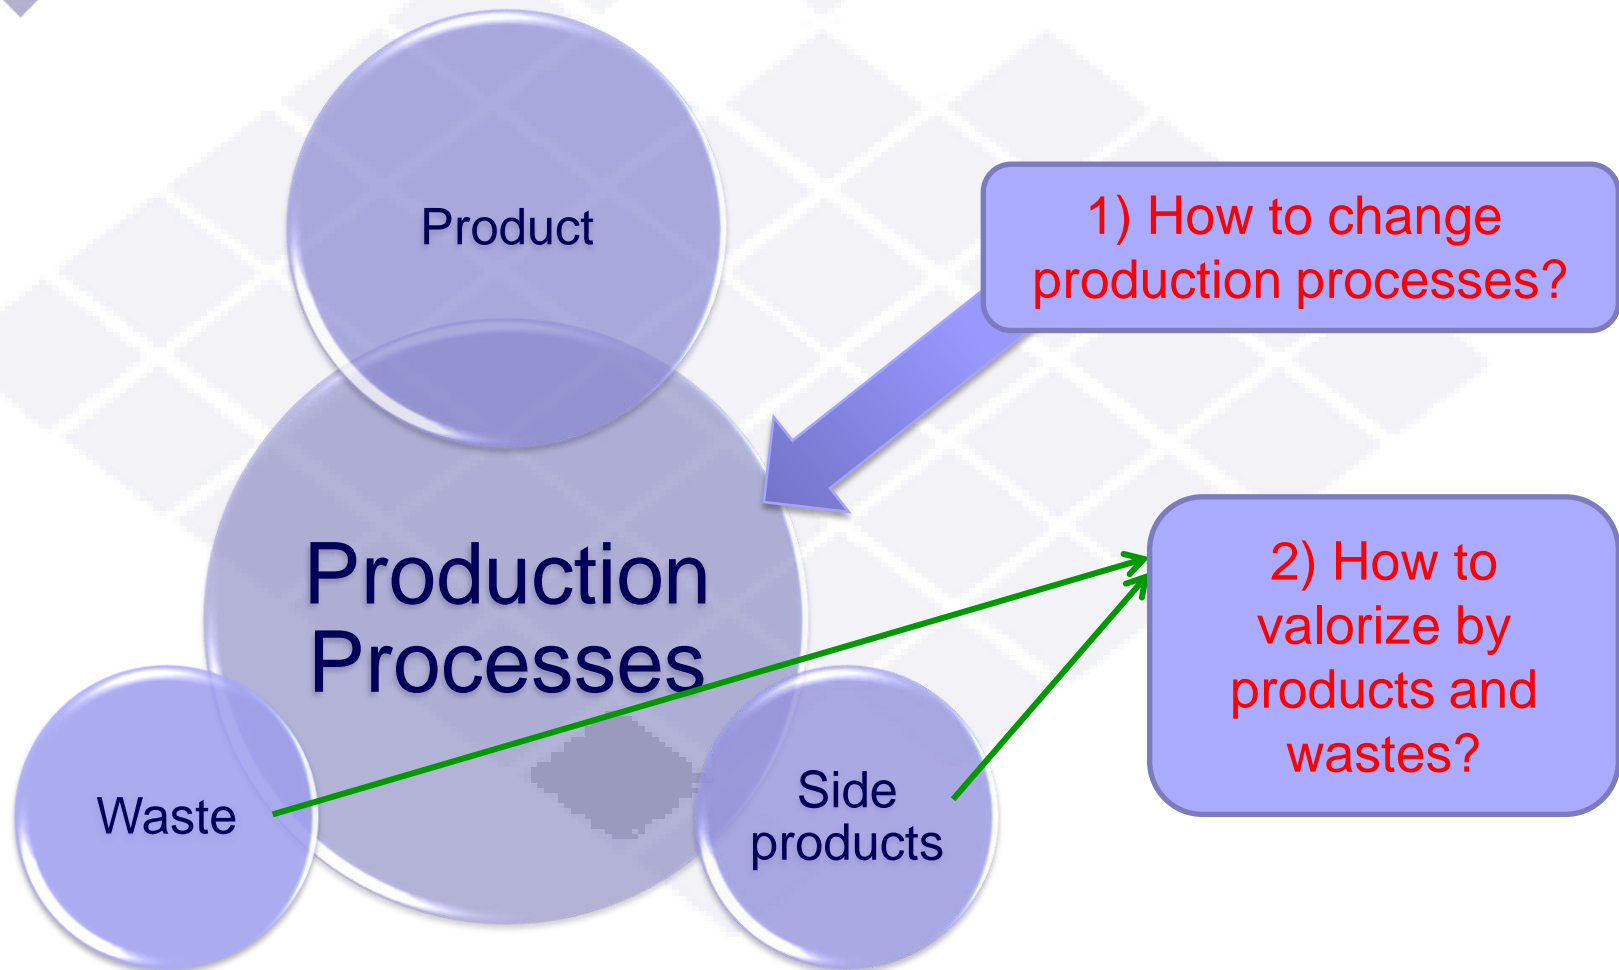 Product
1) How to change
production processes?
Production
Processes
2) How to
valorize by
products and
wastes?
Waste
Side
products